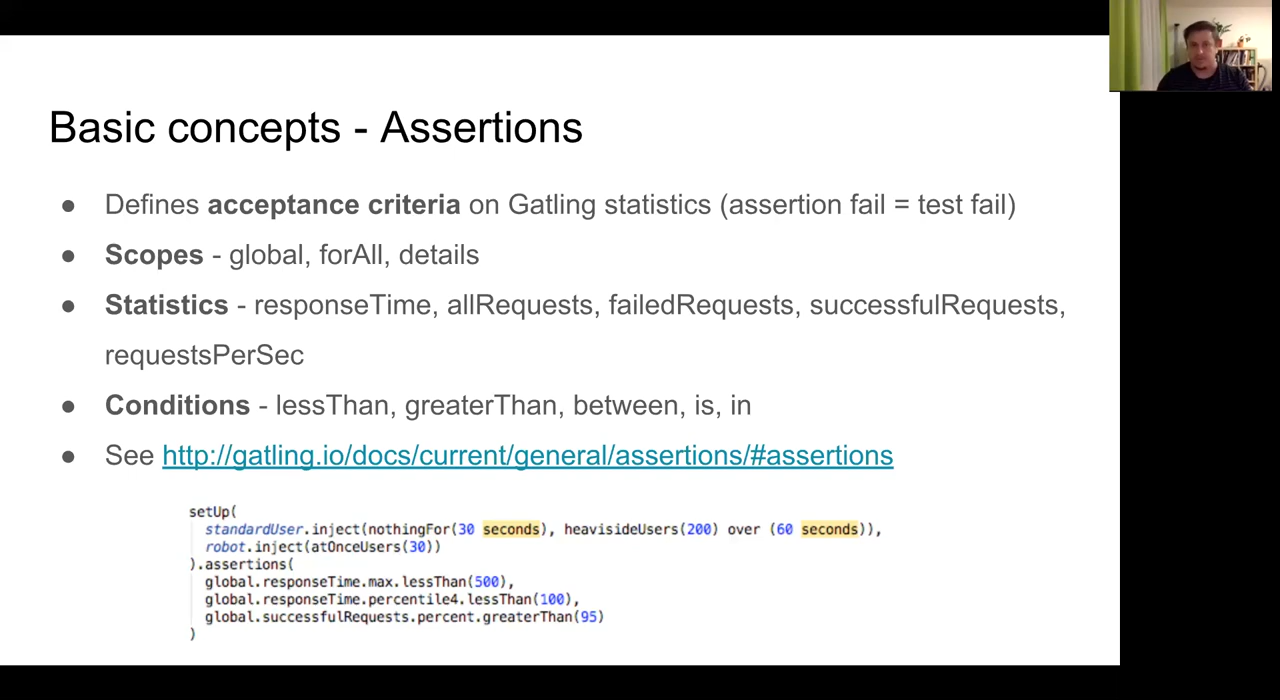 Basic concepts - Assertions
● Defines acceptance criteria on Gatling statistics (assertion fail = test fail)
● Scopes - global, forAll, details
● Statistics - responseTime, allRequests, failedRequests, successfulRequests,
requestsPerSec
● Conditions - lessThan, greaterThan, between, is, in
● See http://gatling.io/docs/current/general/assertions/#assertions
setUp(
standardUser.inject(nothingFor(30 seconds), heavisideUsers(200) over (60 seconds)),
robot.inject(atOnceUsers(30))
).assertions(
global.responseTime.max.lessThan(500),
global.responseTime.percentile4.lessThan(100),
global.successfulRequests.percent.greaterThan(95)
)